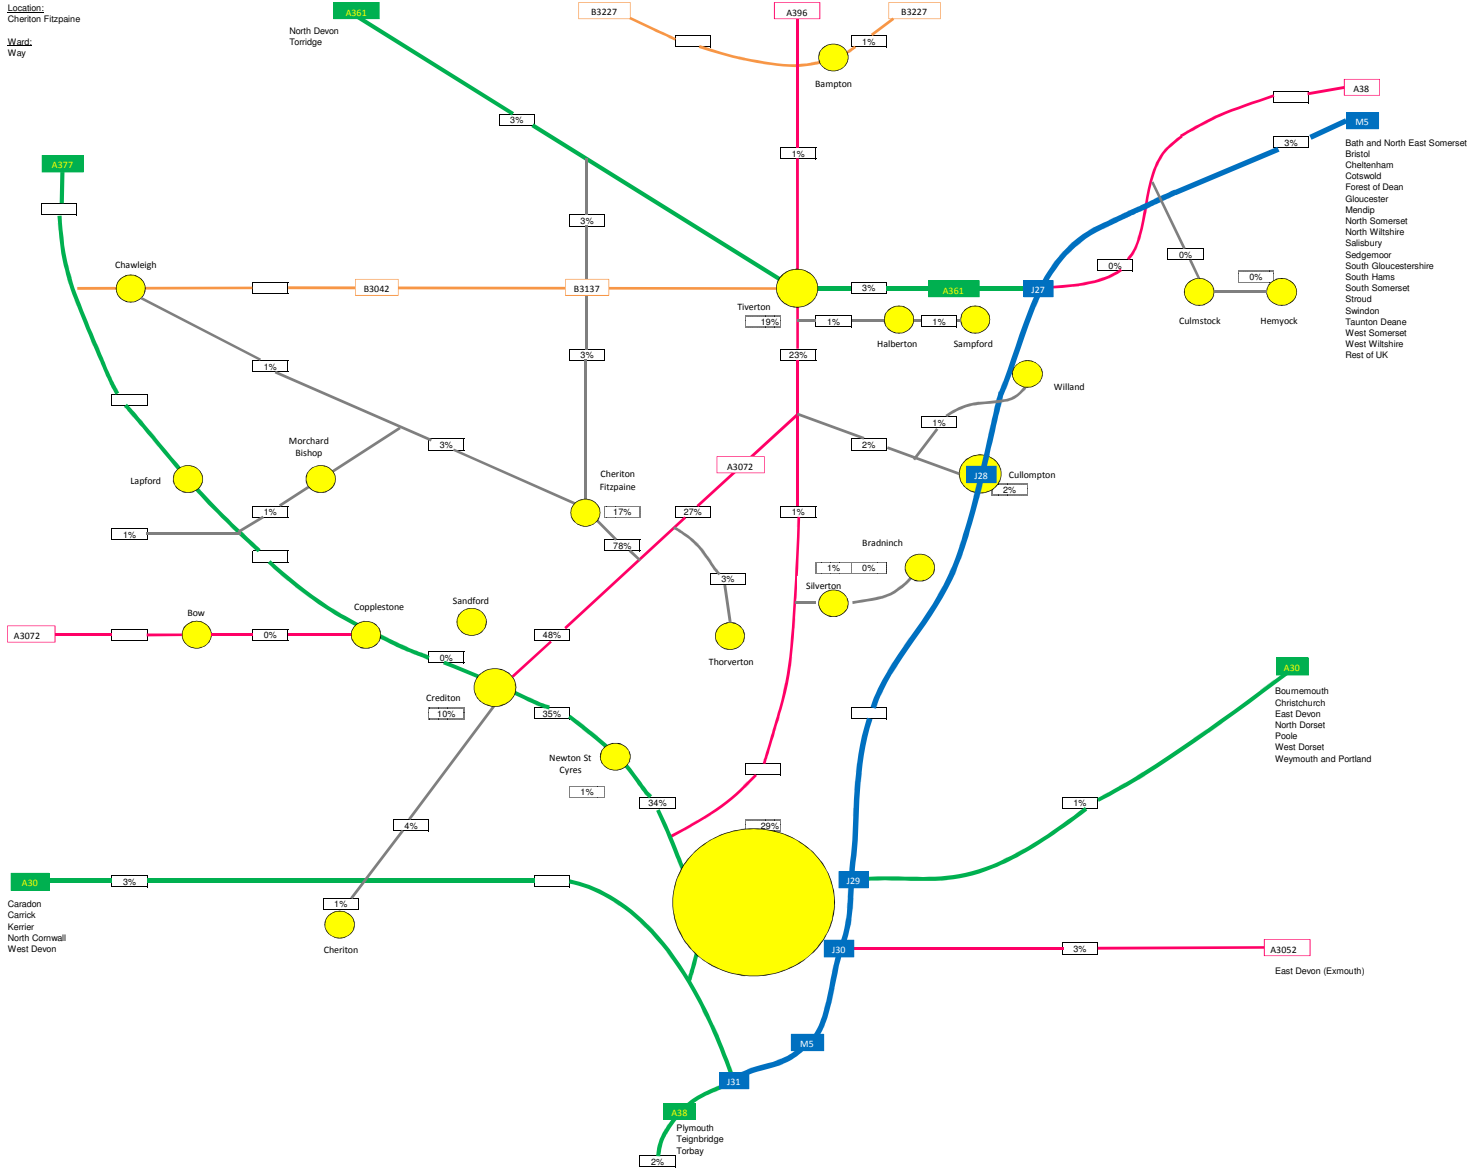 Location:
Cheriton Fitzpaine
Ward:
Way
A361
North Devon
Torridge
B3227
A396
B3227
1%
Bampton
A38
M5
3%
Bath and North East Somerset
Bristol
Cheltenham
Cotswold
Forest of Dean
Gloucester
Mendip
North Somerset
North Wiltshire
Salisbury
Sedgemoor
South Gloucestershire
South Hams
South Somerset
Stroud
Swindon
Taunton Deane
West Somerset
West Wiltshire
Rest of UK
3%
1%
A377
3%
0%
0%
0%
Culmstock
Hemyock
Chawleigh
B3042
B3137
Tiverton
19%
3%
A361
J27
1%
Halberton
1%
Sampford
1%
3%
23%
Willand
1%
Morchard
Bishop
3%
2%
Lapford
Cheriton
Fitzpaine
17%
A3072
J28
Cullompton
2%
1%
1%
27%
1%
78%
Bradninch
1%
0%
Silverton
3%
Thorverton
A3072
Bow
0%
Copplestone
Sandford
48%
0%
Crediton
10%
35%
A30
Bournemouth
Christchurch
East Devon
North Dorset
Poole
West Dorset
Weymouth and Portland
Newton St
Cyres
1%
34%
1%
4%
29%
A30
3%
J29
Caradon
Carrick
Kerrier
North Cornwall
West Devon
1%
Cheriton
J30
3%
A3052
East Devon (Exmouth)
M5
J31
A38
Plymouth
Teignbridge
Torbay
2%